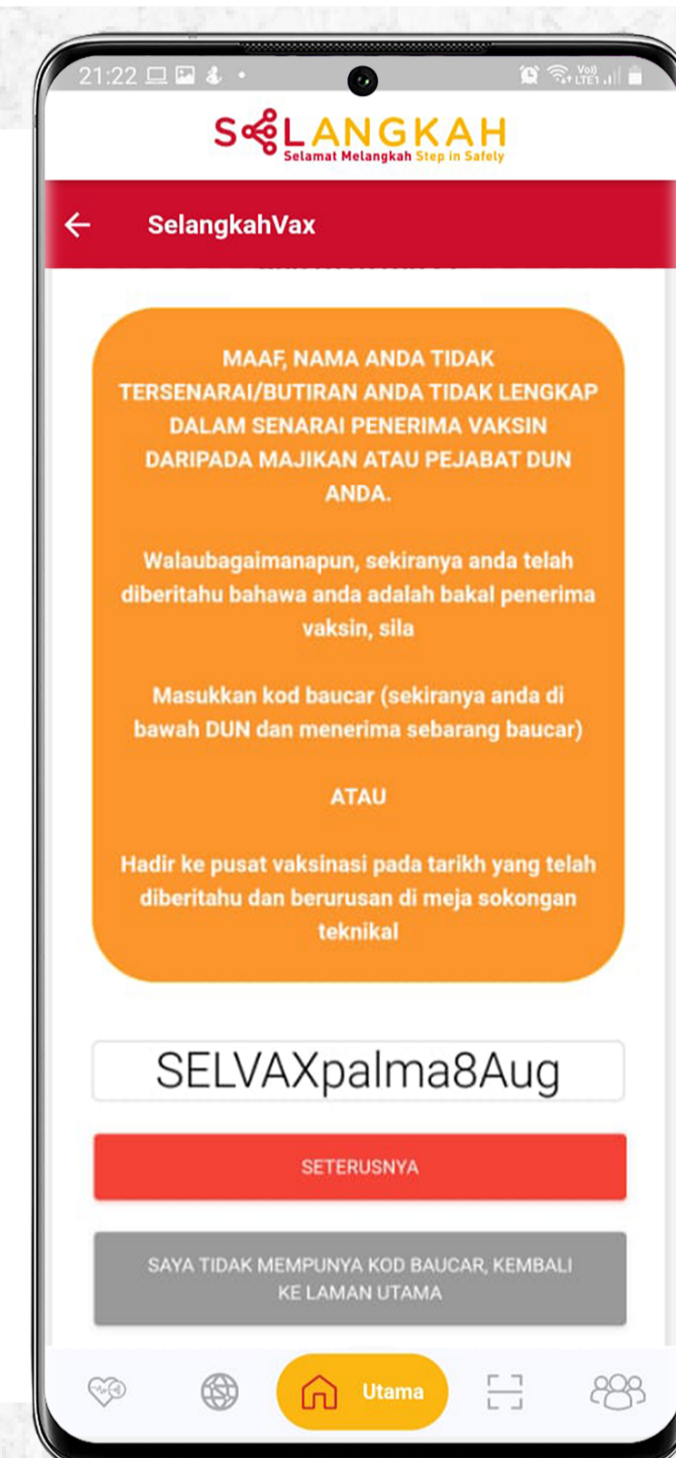 21:22
Vo))
LTE1
SELANGKAH
Selamat Melangkah Step in Safely
SelangkahVax
MAAF, NAMA ANDA TIDAK
TERSENARAI/BUTIRAN ANDA TIDAK LENGKAP
DALAM SENARAI PENERIMA VAKSIN
DARIPADA MAJIKAN ATAU PEJABAT DUN
ANDA.
Walaubagaimanapun, sekiranya anda telah
diberitahu bahawa anda adalah bakal penerima
vaksin, sila
Masukkan kod baucar (sekiranya anda di
bawah DUN dan menerima sebarang baucar)
ATAU
Hadir ke pusat vaksinasi pada tarikh yang telah
diberitahu dan berurusan di meja sokongan
teknikal
SELVAXpalma8Aug
SETERUSNYA
SAYA TIDAK MEMPUNYA KOD BAUCAR, KEMBALI
KE LAMAN UTAMA
Utama